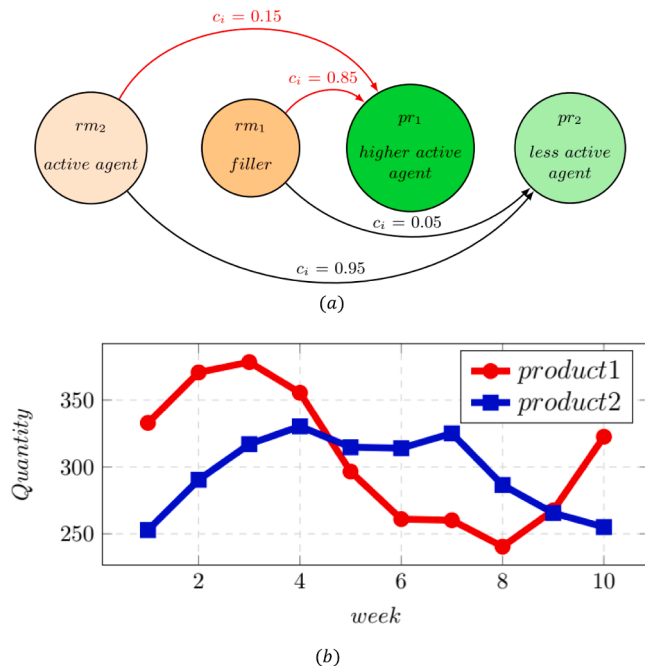 c_i = 0.15
c_i = 0.85
rm_2
active agent
rm_1
filler
pr_1
higher active
agent
pr_2
less active
agent
c_i = 0.05
c_i = 0.95
(a)
350
300
250
Quantity
product1
product2
2 4 6 8 10
week
(b)